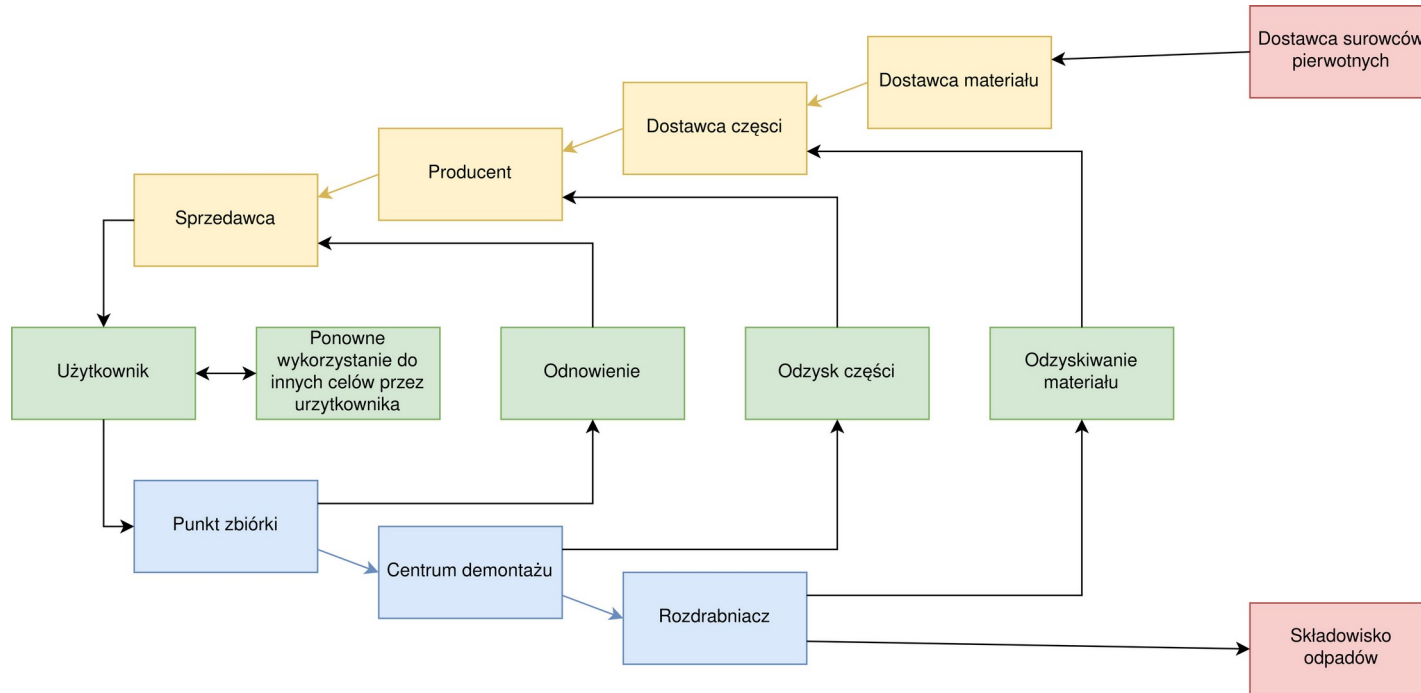 Dostawca surowców
pierwotnych
Dostawca materiału
Dostawca częsci
Producent
Sprzedawca
Użytkownik
Ponowne
wykorzystanie do
innych celów przez
urzytkownika
Odnowienie
Odzysk części
Odzyskiwanie
materiału
Punkt zbiórki
Centrum demontażu
Rozdrabniacz
Składowisko
odpadów